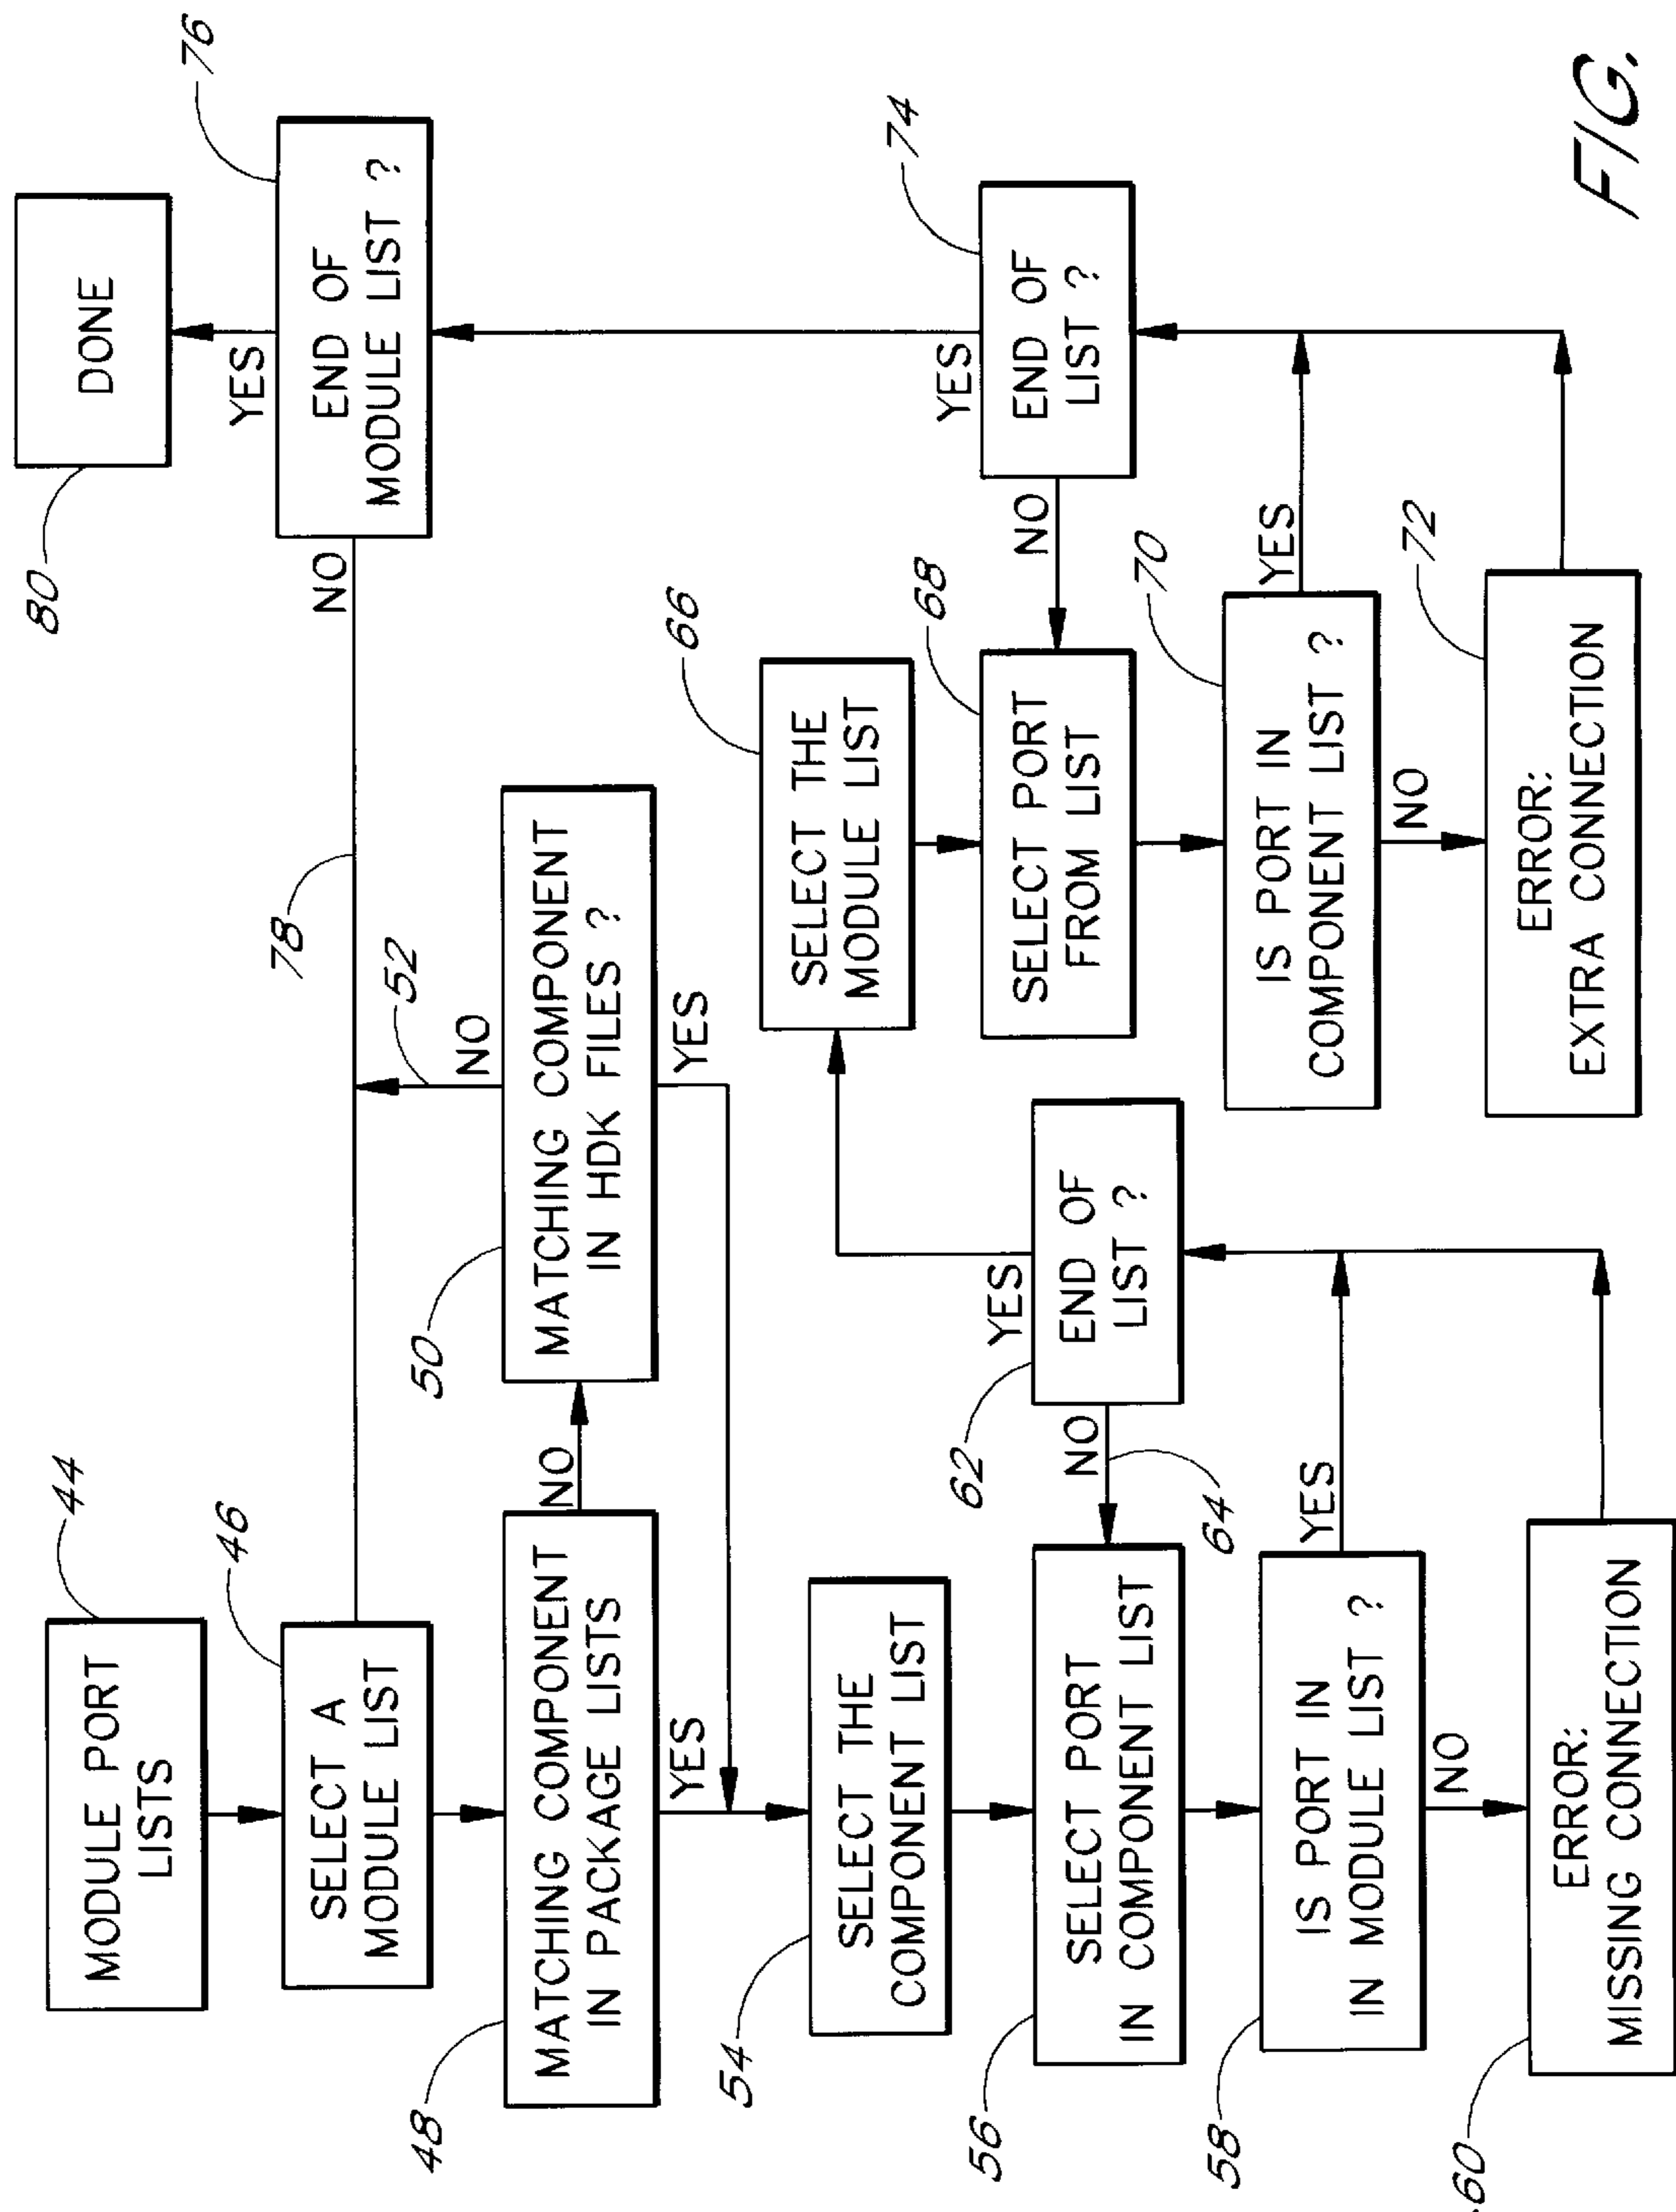 44
MODULE PORT
LISTS
46
SELECT A
MODULE LIST
48
MATCHING COMPONENT
IN PACKAGE LISTS
NO
YES
50
MATCHING COMPONENT
IN HDK FILES ?
NO
YES
52
78
NO
76
END OF
MODULE LIST ?
YES
80
DONE
54
SELECT THE
COMPONENT LIST
56
SELECT PORT
IN COMPONENT LIST
58
IS PORT IN
IN MODULE LIST ?
YES
NO
60
ERROR:
MISSING CONNECTION
62
END OF
LIST ?
YES
NO
64
66
SELECT THE
MODULE LIST
68
SELECT PORT
FROM LIST
70
IS PORT IN
COMPONENT LIST ?
YES
NO
72
ERROR:
EXTRA CONNECTION
74
END OF
LIST ?
YES
NO
FIG.